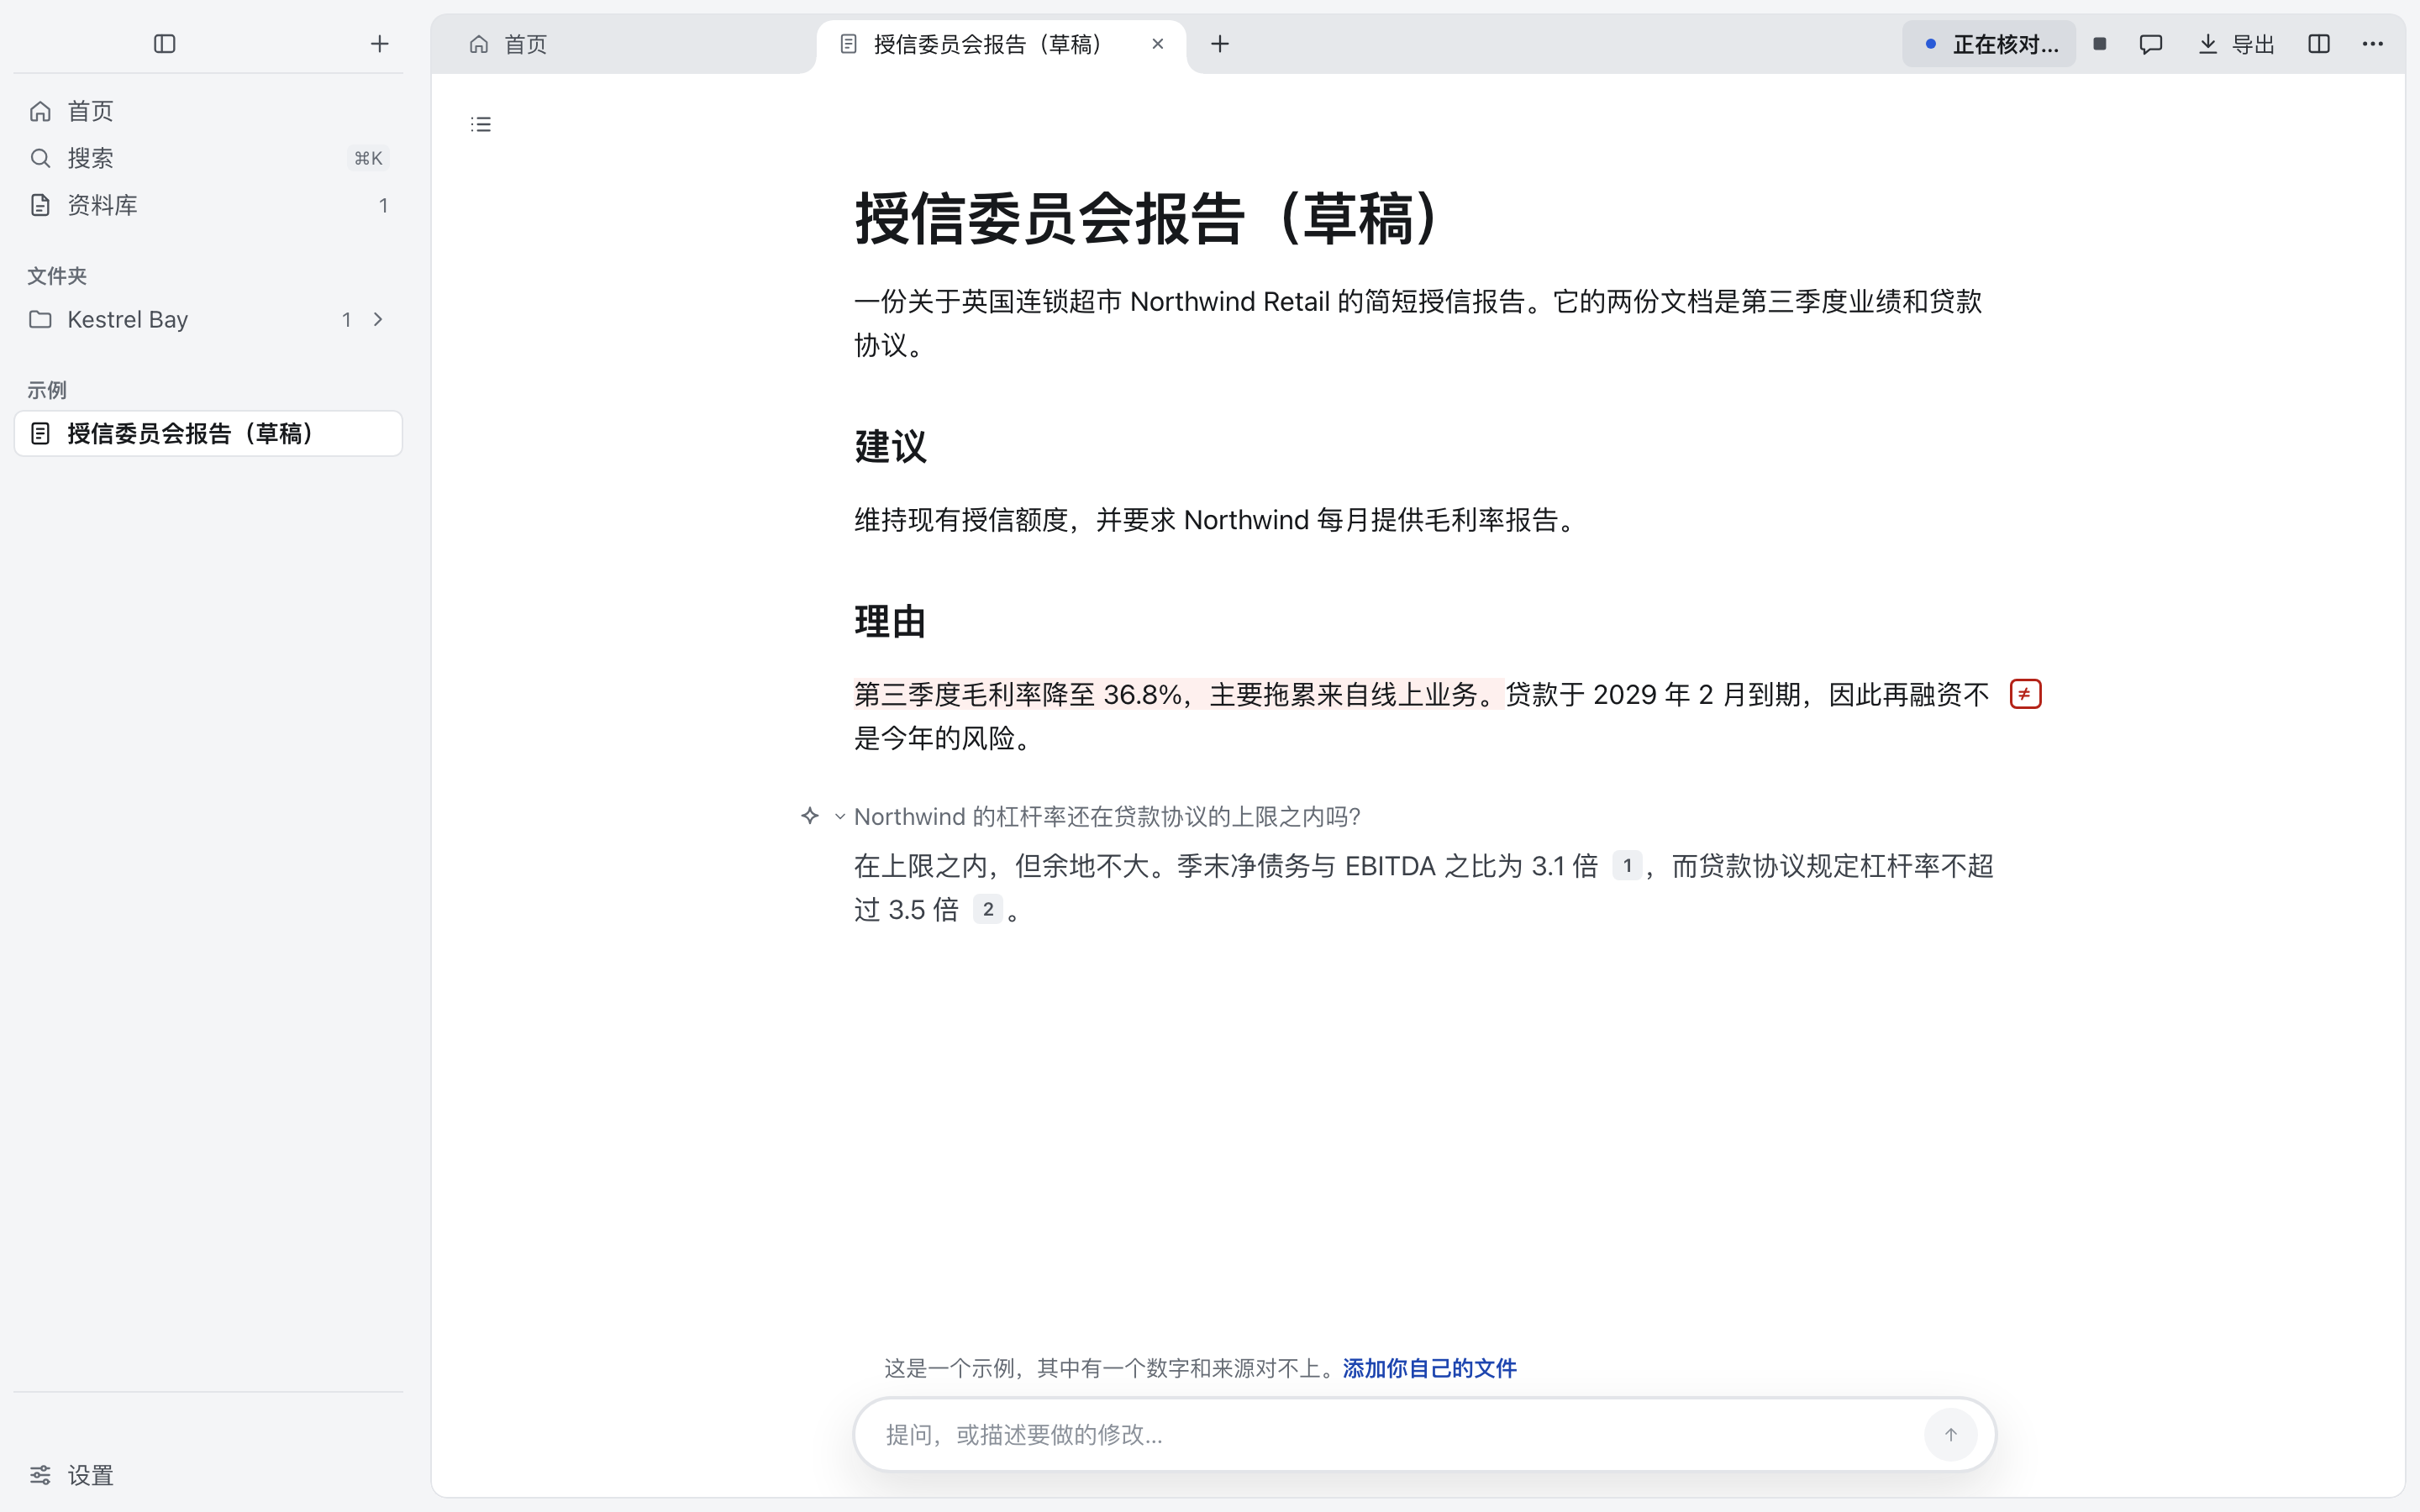 首页
搜索 ⌘K
资料库 1
文件夹
Kestrel Bay 1
示例
授信委员会报告（草稿）
设置
首页
授信委员会报告（草稿）
正在核对...
导出
授信委员会报告（草稿）
一份关于英国连锁超市 Northwind Retail 的简短授信报告。它的两份文档是第三季度业绩和贷款
协议。
建议
维持现有授信额度，并要求 Northwind 每月提供毛利率报告。
理由
第三季度毛利率降至 36.8%，主要拖累来自线上业务。贷款于 2029 年 2 月到期，因此再融资不 ≠
是今年的风险。
Northwind 的杠杆率还在贷款协议的上限之内吗？
在上限之内，但余地不大。季末净债务与 EBITDA 之比为 3.1 倍 1，而贷款协议规定杠杆率不超
过 3.5 倍 2。
这是一个示例，其中有一个数字和来源对不上。添加你自己的文件
提问，或描述要做的修改...